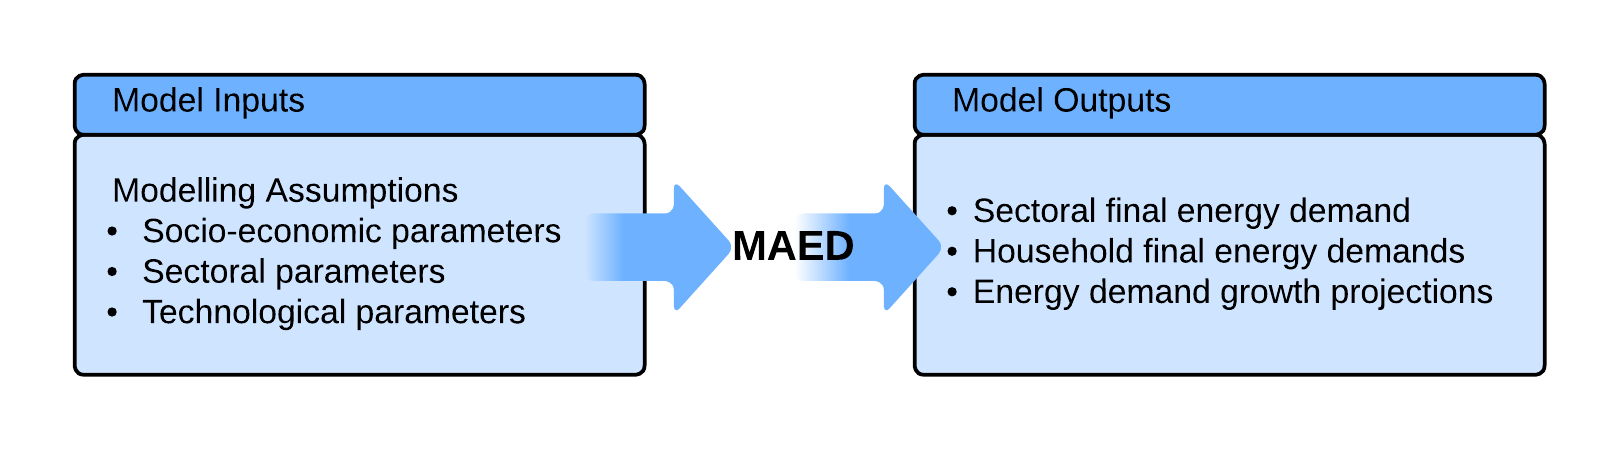 Model Inputs
Modelling Assumptions
• Socio-economic parameters
• Sectoral parameters
• Technological parameters
MAED
Model Outputs
• Sectoral final energy demand
• Household final energy demands
• Energy demand growth projections